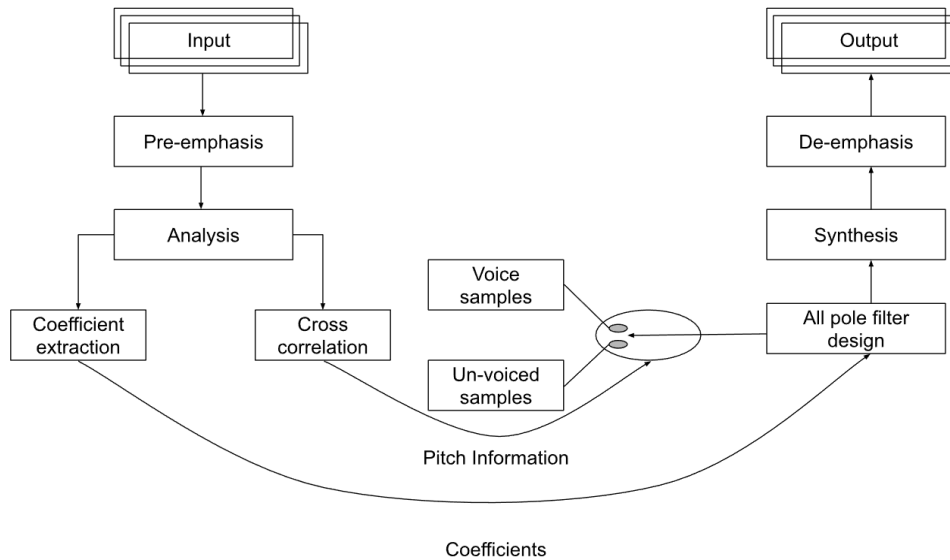 Input
Output
Pre-emphasis
De-emphasis
Analysis
Synthesis
Voice
samples
Coefficient
extraction
Cross
correlation
All pole filter
design
Un-voiced
samples
Pitch Information
Coefficients